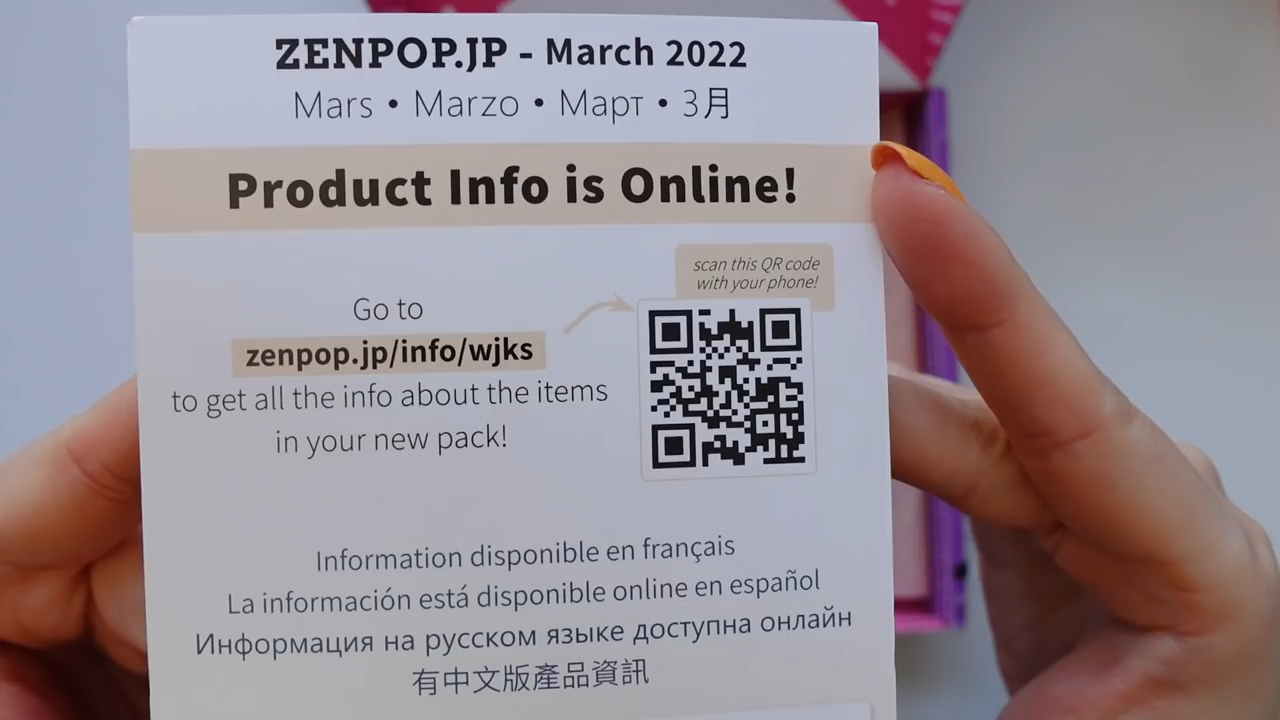 ZENPOP.JP - March 2022
Mars • Marzo • Март • 3月
Product Info is Online!
scan this QR code
with your phone!
Go to
zenpop.jp/info/wjks
to get all the info about the items
in your new pack!
Information disponible en français
La información está disponible online en español
Информация на русском языке доступна онлайн
有中文版產品資訊